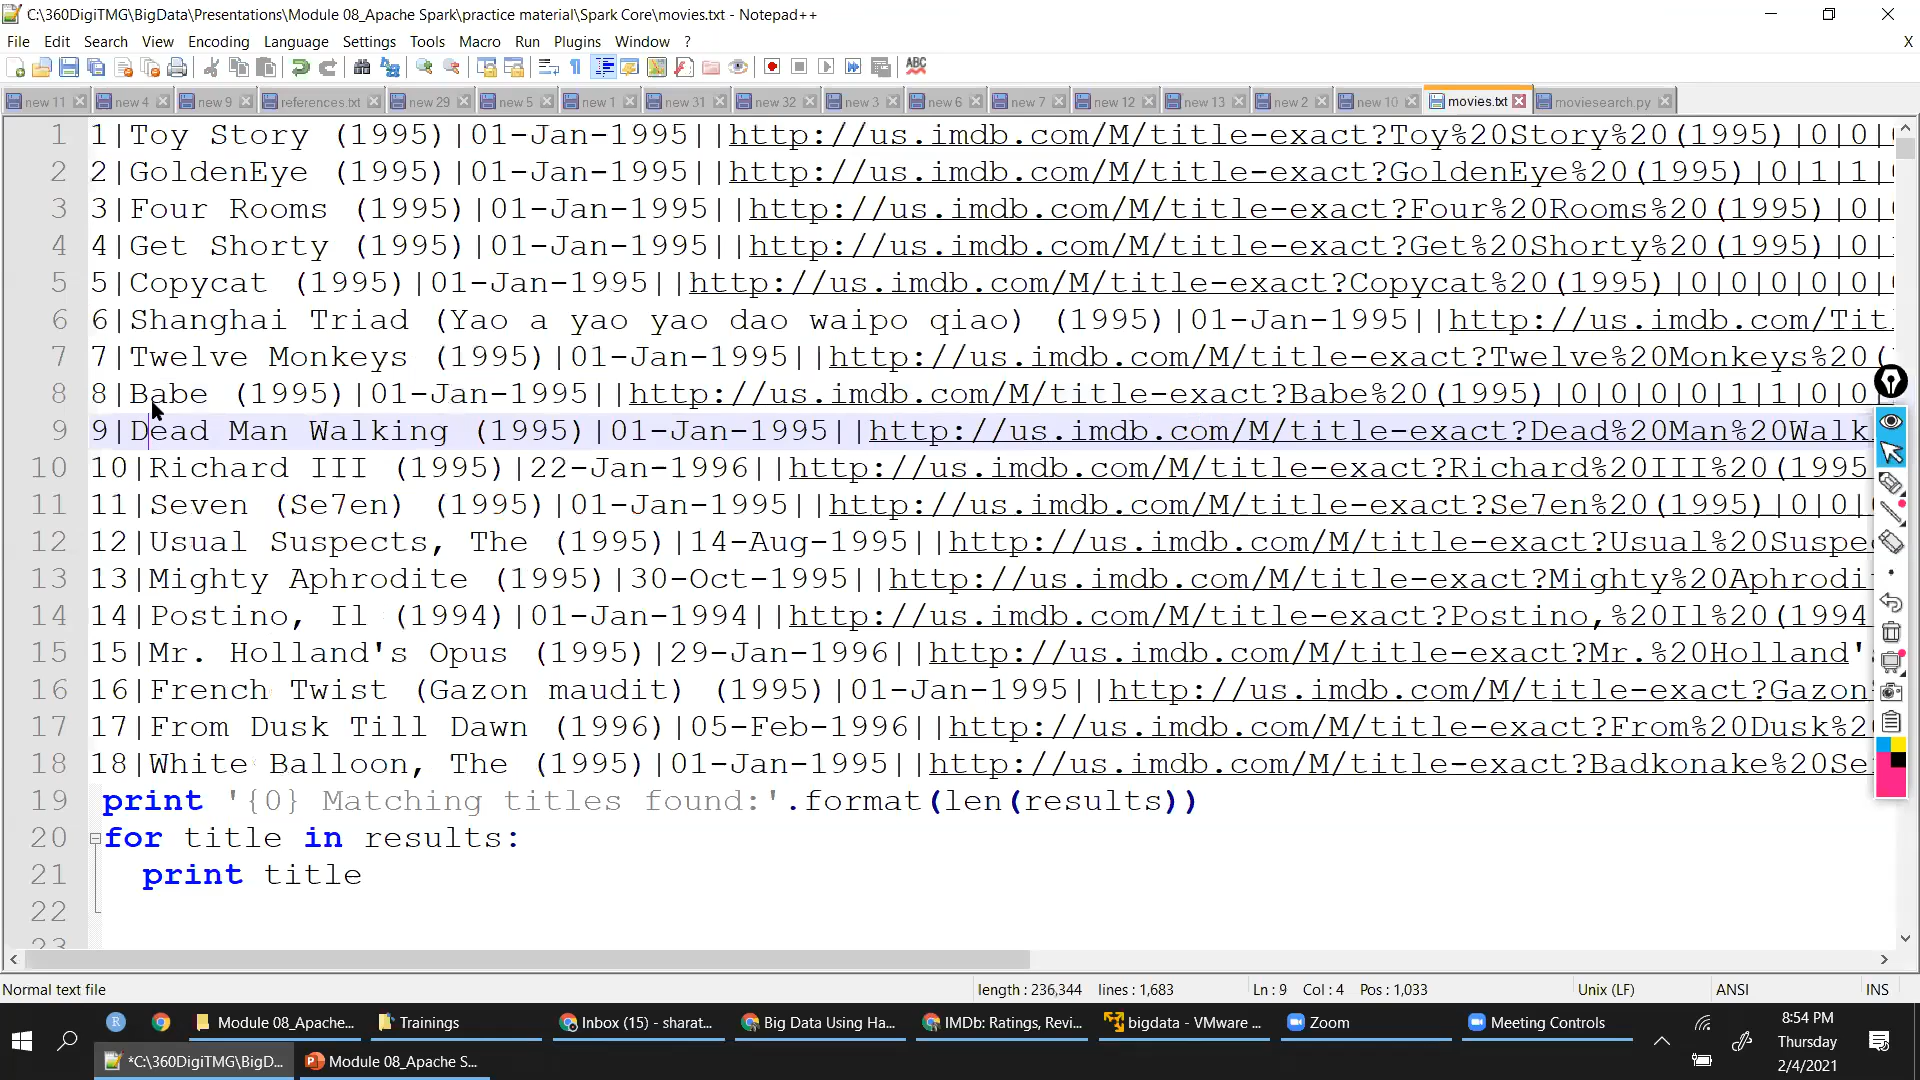 C:\360DigiTMG\BigData\Presentations\Module 08_Apache Spark\practice material\Spark Core\movies.txt - Notepad++
File Edit Search View Encoding Language Settings Tools Macro Run Plugins Window ? X
new 11 new 4 new 9 references.txt new 29 new 5 new 1 new 31 new 32 new 3 new 6 new 7 new 12 new 13 new 2 new 10 movies.txt moviesearch.py
1 1|Toy Story (1995)|01-Jan-1995||http://us.imdb.com/M/title-exact?Toy%20Story%20(1995)|0|0|
2 2|GoldenEye (1995)|01-Jan-1995||http://us.imdb.com/M/title-exact?GoldenEye%20(1995)|0|1|1|
3 3|Four Rooms (1995)|01-Jan-1995||http://us.imdb.com/M/title-exact?Four%20Rooms%20(1995)|0|
4 4|Get Shorty (1995)|01-Jan-1995||http://us.imdb.com/M/title-exact?Get%20Shorty%20(1995)|0|
5 5|Copycat (1995)|01-Jan-1995||http://us.imdb.com/M/title-exact?Copycat%20(1995)|0|0|0|0|0|
6 6|Shanghai Triad (Yao a yao yao dao waipo qiao) (1995)|01-Jan-1995||http://us.imdb.com/Tit
7 7|Twelve Monkeys (1995)|01-Jan-1995||http://us.imdb.com/M/title-exact?Twelve%20Monkeys%20(
8 8|Babe (1995)|01-Jan-1995||http://us.imdb.com/M/title-exact?Babe%20(1995)|0|0|0|0|1|1|0|0|
9 9|Dead Man Walking (1995)|01-Jan-1995||http://us.imdb.com/M/title-exact?Dead%20Man%20Walk
10 10|Richard III (1995)|22-Jan-1996||http://us.imdb.com/M/title-exact?Richard%20III%20(1995
11 11|Seven (Se7en) (1995)|01-Jan-1995||http://us.imdb.com/M/title-exact?Se7en%20(1995)|0|0|
12 12|Usual Suspects, The (1995)|14-Aug-1995||http://us.imdb.com/M/title-exact?Usual%20Suspe
13 13|Mighty Aphrodite (1995)|30-Oct-1995||http://us.imdb.com/M/title-exact?Mighty%20Aphrodi
14 14|Postino, Il (1994)|01-Jan-1994||http://us.imdb.com/M/title-exact?Postino,%20Il%20(1994
15 15|Mr. Holland's Opus (1995)|29-Jan-1996||http://us.imdb.com/M/title-exact?Mr.%20Holland'
16 16|French Twist (Gazon maudit) (1995)|01-Jan-1995||http://us.imdb.com/M/title-exact?Gazon
17 17|From Dusk Till Dawn (1996)|05-Feb-1996||http://us.imdb.com/M/title-exact?From%20Dusk%2
18 18|White Balloon, The (1995)|01-Jan-1995||http://us.imdb.com/M/title-exact?Badkonake%20Se
19 print '{0} Matching titles found:'.format(len(results))
20 for title in results:
21 print title
22
23
Normal text file length : 236,344 lines : 1,683 Ln : 9 Col : 4 Pos : 1,033 Unix (LF) ANSI INS
Module 08_Apache... Trainings Inbox (15) - sharat... Big Data Using Ha... IMDb: Ratings, Revi... bigdata - VMware ... Zoom Meeting Controls 8:54 PM
Thursday
*C:\360DigiTMG\BigD... Module 08_Apache S... 2/4/2021